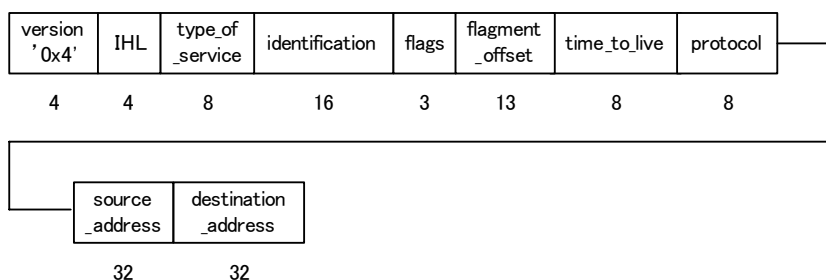 version
'0x4'
IHL
type_of
_service
identification
flags
flagment
_offset
time_to_live
protocol
4
4
8
16
3
13
8
8
source
_address
destination
_address
32
32